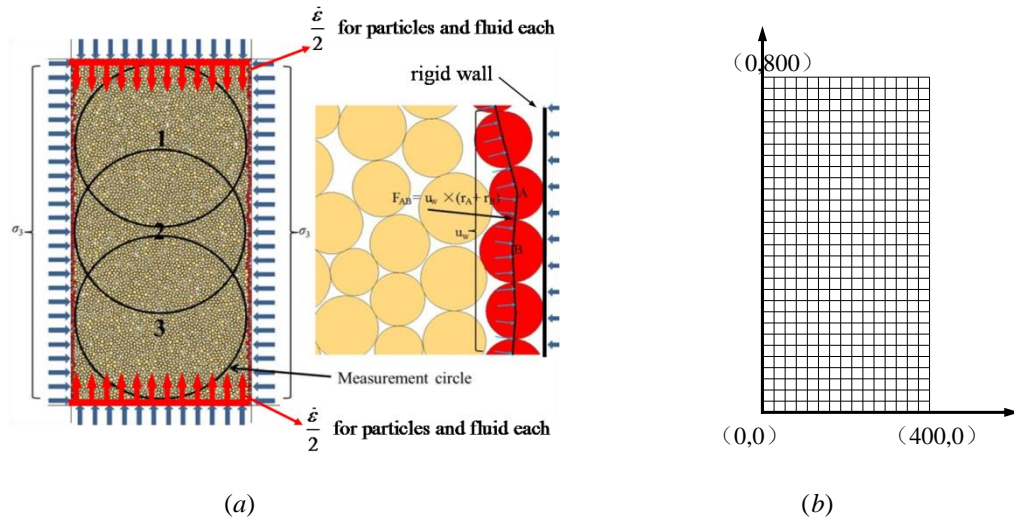 ε̇/2 for particles and fluid each
rigid wall
1
A
F_AB= u_w ×(r_A+ r_B)
σ₃
2
σ₃
u_w
B
3
Measurement circle
ε̇/2 for particles and fluid each
(a)
(0,800)
(0,0)
(400,0)
(b)